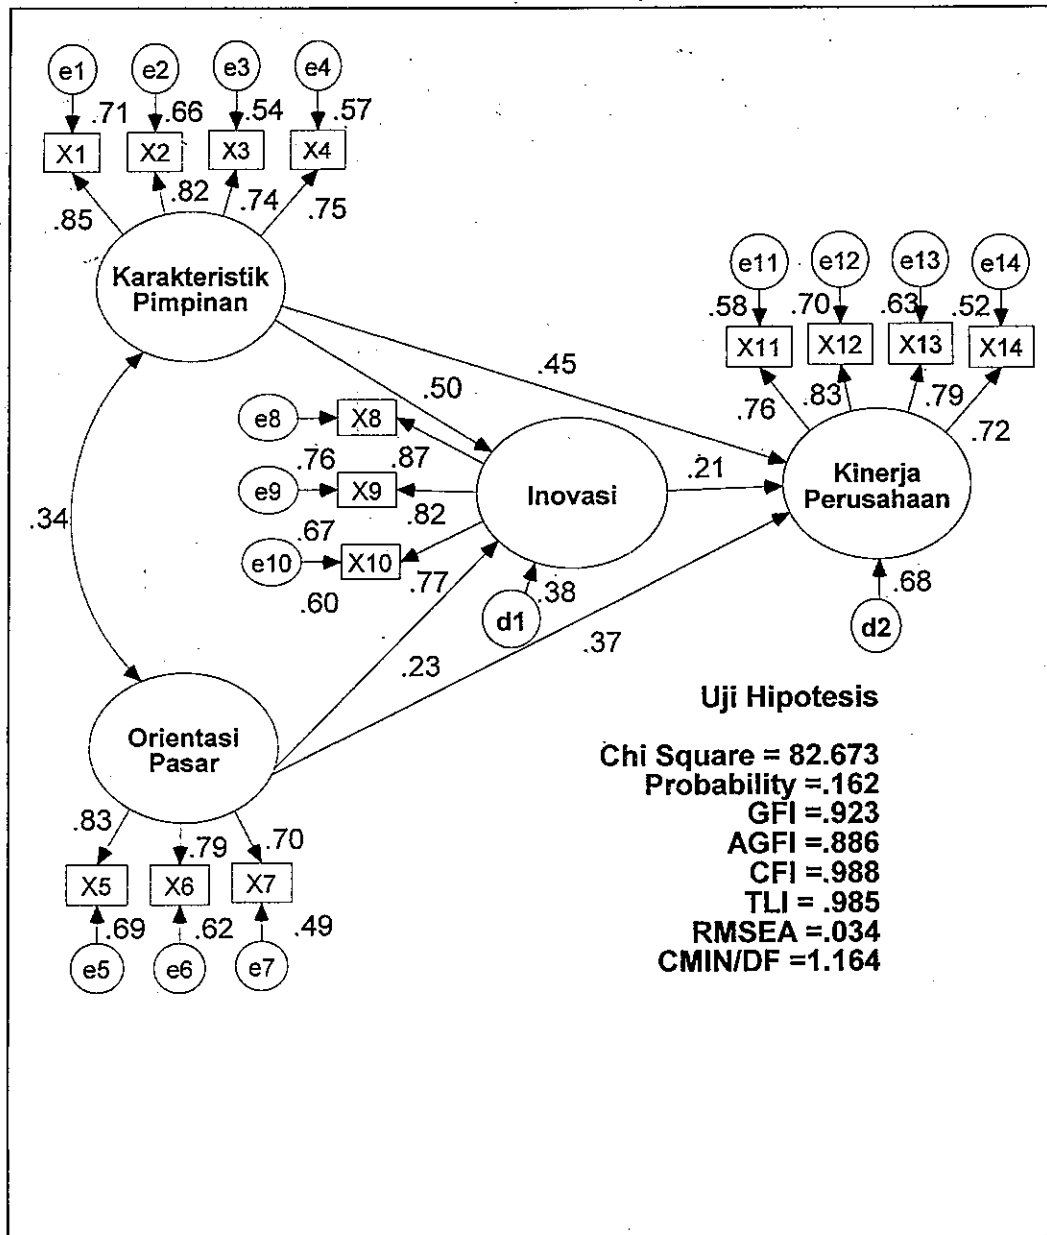 e1 e2 e3 e4
.71 .66 .54 .57
X1 X2 X3 X4
.85 .82 .74 .75
Karakteristik
Pimpinan
e11 e12 e13 e14
.58 .70 .63 .52
X11 X12 X13 X14
.76 .83 .79 .72
.45
.50
e8 X8
.76 .87
e9 X9
.82
.67
e10 X10
.60 .77
Inovasi
.21
Kinerja
Perusahaan
.34
d1 .38
d2 .68
.23 .37
Orientasi
Pasar
.83 .79 .70
X5 X6 X7
.69 .62 .49
e5 e6 e7
Uji Hipotesis
Chi Square = 82.673
Probability =.162
GFI =.923
AGFI =.886
CFI =.988
TLI = .985
RMSEA =.034
CMIN/DF =1.164